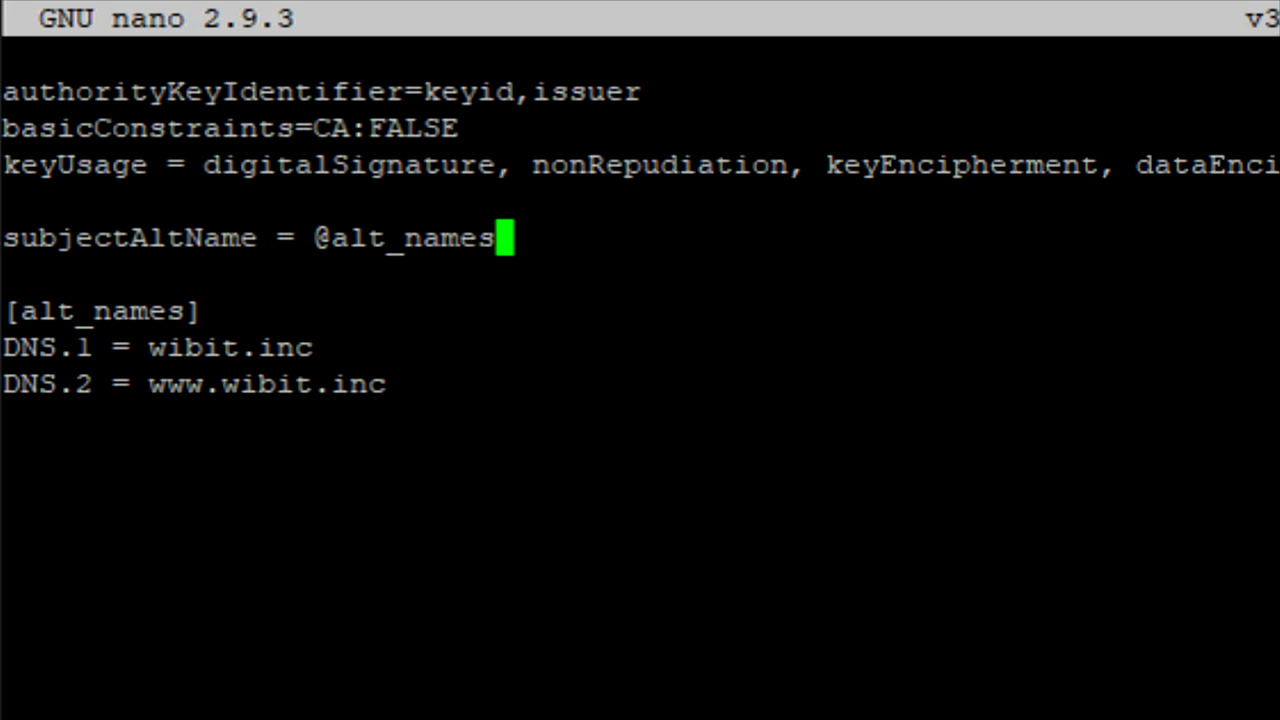 GNU nano 2.9.3 v3
authorityKeyIdentifier=keyid,issuer
basicConstraints=CA:FALSE
keyUsage = digitalSignature, nonRepudiation, keyEncipherment, dataEnci
subjectAltName = @alt_names
[alt_names]
DNS.1 = wibit.inc
DNS.2 = www.wibit.inc